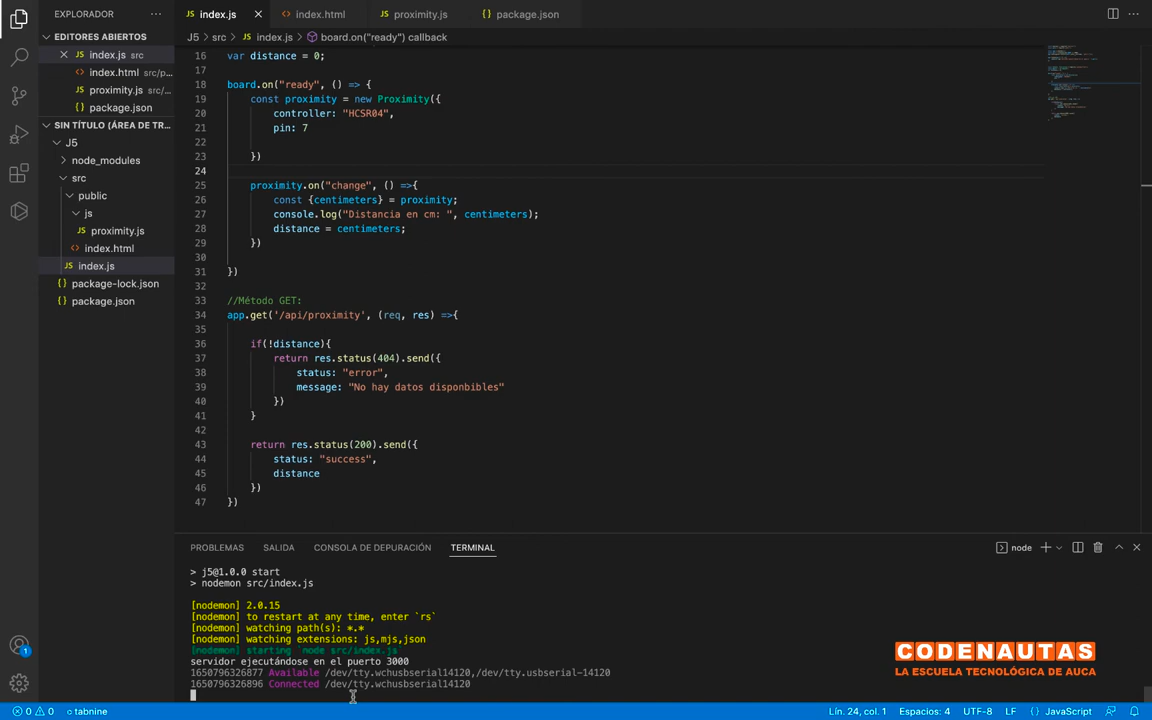 EXPLORADOR
EDITORES ABIERTOS
JS index.js src
index.html src/p...
JS proximity.js src/...
package.json
SIN TÍTULO (ÁREA DE TR...
J5
node_modules
src
public
js
JS proximity.js
index.html
JS index.js
package-lock.json
package.json
JS index.js
index.html
JS proximity.js
package.json
J5 > src > JS index.js > board.on("ready") callback
16 var distance = 0;
17
18 board.on("ready", () => {
19 const proximity = new Proximity({
20 controller: "HCSR04",
21 pin: 7
22
23 })
24
25 proximity.on("change", () =>{
26 const {centimeters} = proximity;
27 console.log("Distancia en cm: ", centimeters);
28 distance = centimeters;
29 })
30
31 })
32
33 //Método GET:
34 app.get('/api/proximity', (req, res) =>{
35
36 if(!distance){
37 return res.status(404).send({
38 status: "error",
39 message: "No hay datos disponbibles"
40 })
41 }
42
43 return res.status(200).send({
44 status: "success",
45 distance
46 })
47 })
PROBLEMAS SALIDA CONSOLA DE DEPURACIÓN TERMINAL
node
> j5@1.0.0 start
> nodemon src/index.js
[nodemon] 2.0.15
[nodemon] to restart at any time, enter `rs`
[nodemon] watching path(s): *.*
[nodemon] watching extensions: js,mjs,json
[nodemon] starting `node src/index.js`
servidor ejecutándose en el puerto 3000
1650796326877 Available /dev/tty.wchusbserial14120,/dev/tty.usbserial-14120
1650796326896 Connected /dev/tty.wchusbserial14120
CODENAUTAS
LA ESCUELA TECNOLÓGICA DE AUCA
1
0 0 tabnine
Lín. 24, col. 1 Espacios: 4 UTF-8 LF JavaScript